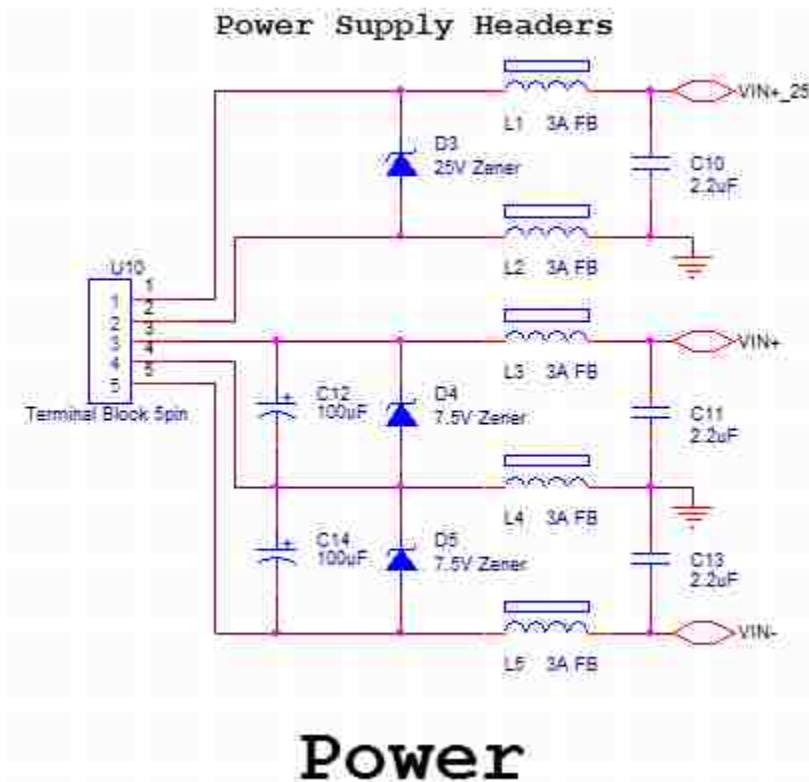 Power Supply Headers
VIN+_25
L1 3A FB
D3
25V Zener
C10
2.2uF
L2 3A FB
U10
1
2
3
4
5
1
2
3
4
5
Terminal Block 5pin
VIN+
L3 3A FB
C12
100uF
D4
7.5V Zener
C11
2.2uF
L4 3A FB
C14
100uF
D5
7.5V Zener
C13
2.2uF
VIN-
L5 3A FB
Power